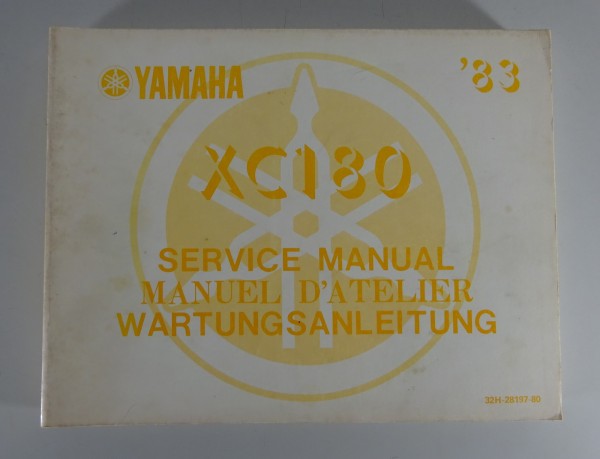 YAMAHA '83
XC180
SERVICE MANUAL
MANUEL D'ATELIER
WARTUNGSANLEITUNG
32H-28197-80